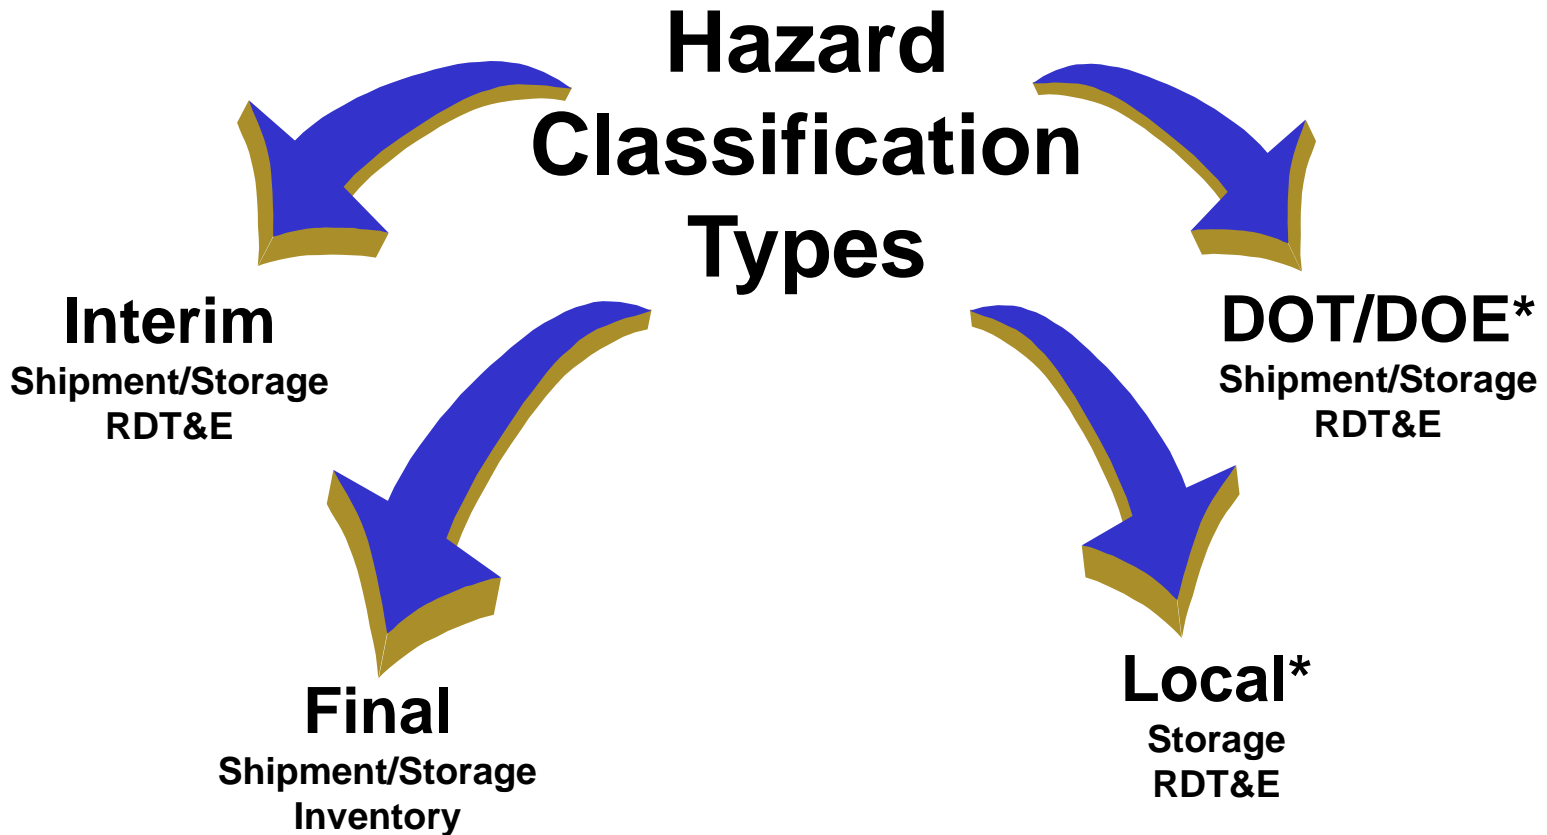 Hazard
Classification
Types
Interim
Shipment/Storage
RDT&E
DOT/DOE*
Shipment/Storage
RDT&E
Final
Shipment/Storage
Inventory
Local*
Storage
RDT&E